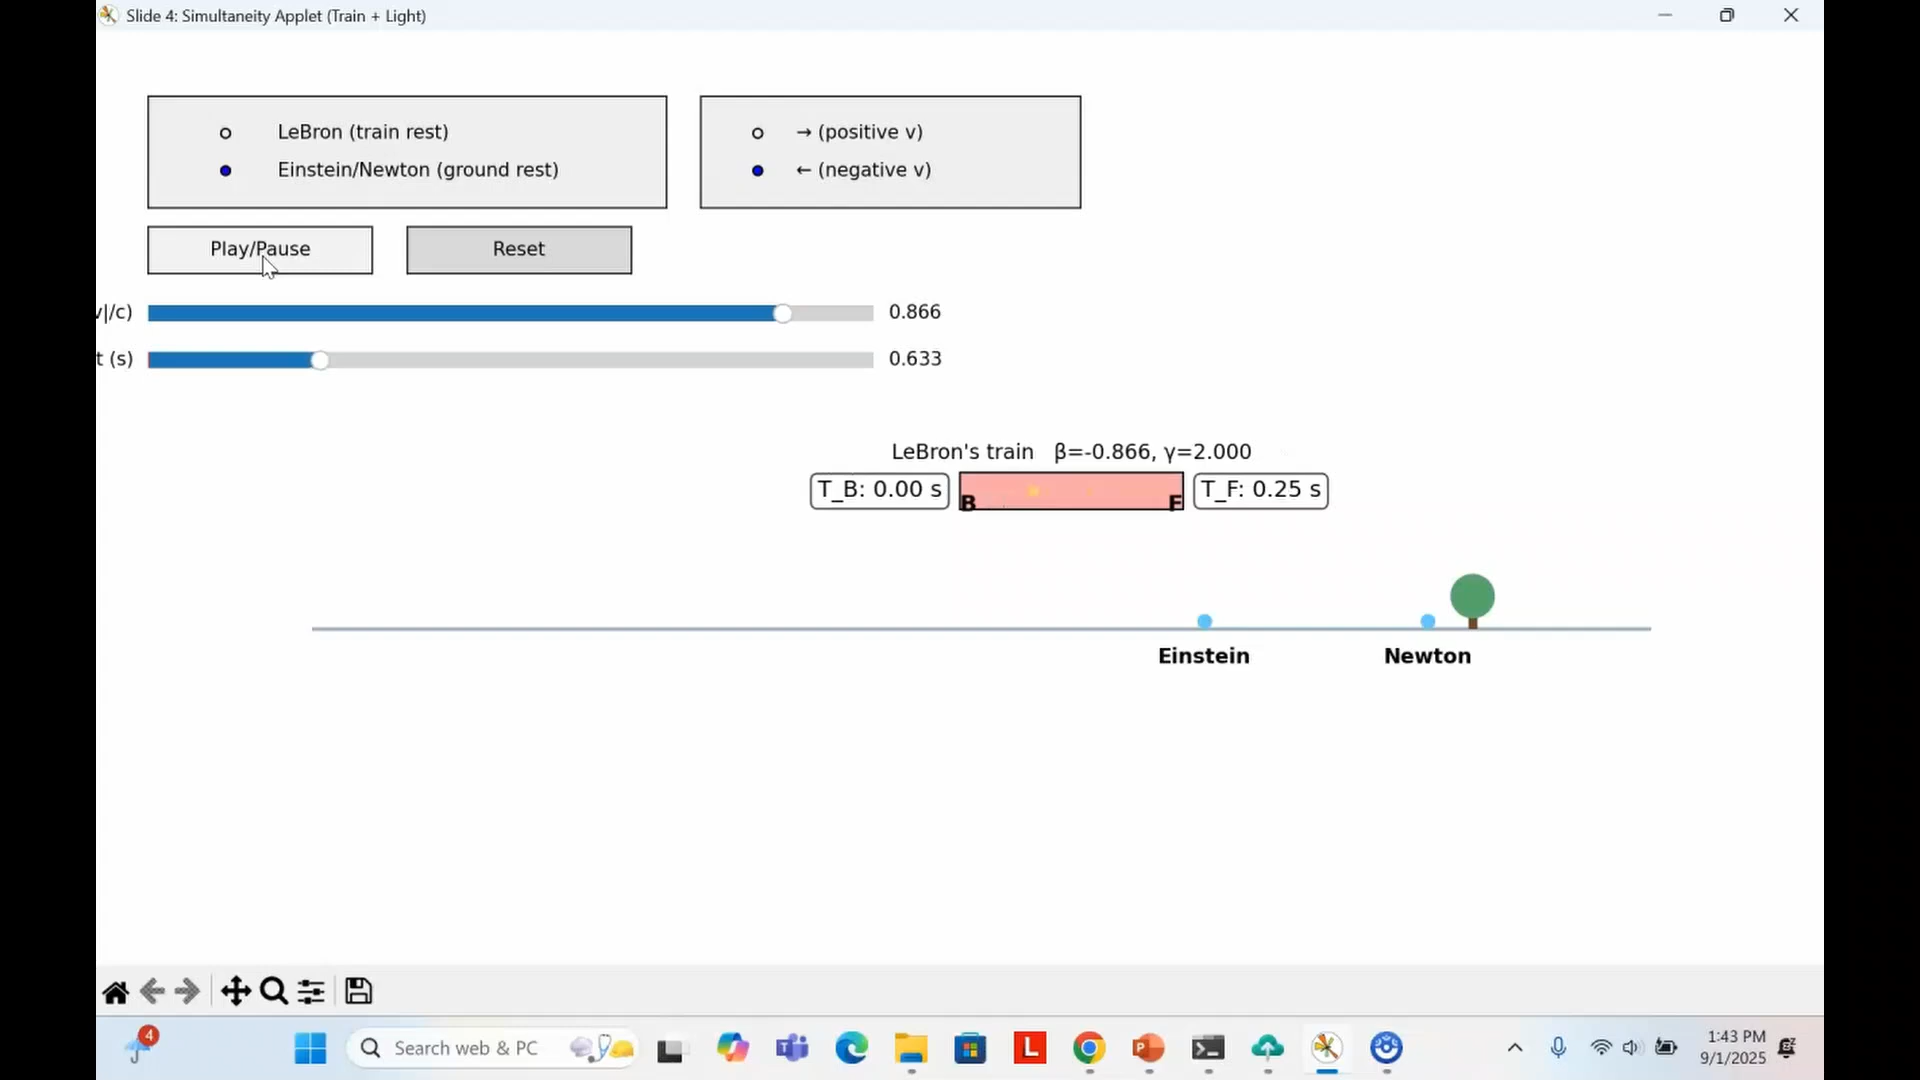 Slide 4: Simultaneity Applet (Train + Light)
LeBron (train rest)
Einstein/Newton (ground rest)
→ (positive v)
← (negative v)
Play/Pause
Reset
v|/c)
0.866
t (s)
0.633
LeBron's train β=-0.866, γ=2.000
T_B: 0.00 s
B
F
T_F: 0.25 s
Einstein
Newton
4
Search web & PC
L
1:43 PM
9/1/2025